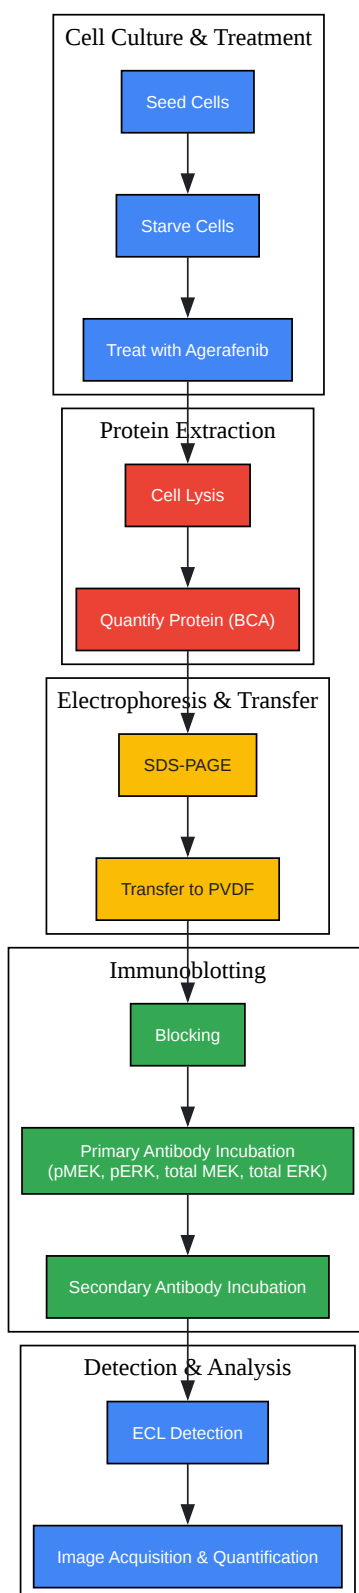 Cell Culture & Treatment
Seed Cells
Starve Cells
Treat with Agerafenib
Protein Extraction
Cell Lysis
Quantify Protein (BCA)
Electrophoresis & Transfer
SDS-PAGE
Transfer to PVDF
Immunoblotting
Blocking
Primary Antibody Incubation
(pMEK, pERK, total MEK, total ERK)
Secondary Antibody Incubation
Detection & Analysis
ECL Detection
Image Acquisition & Quantification